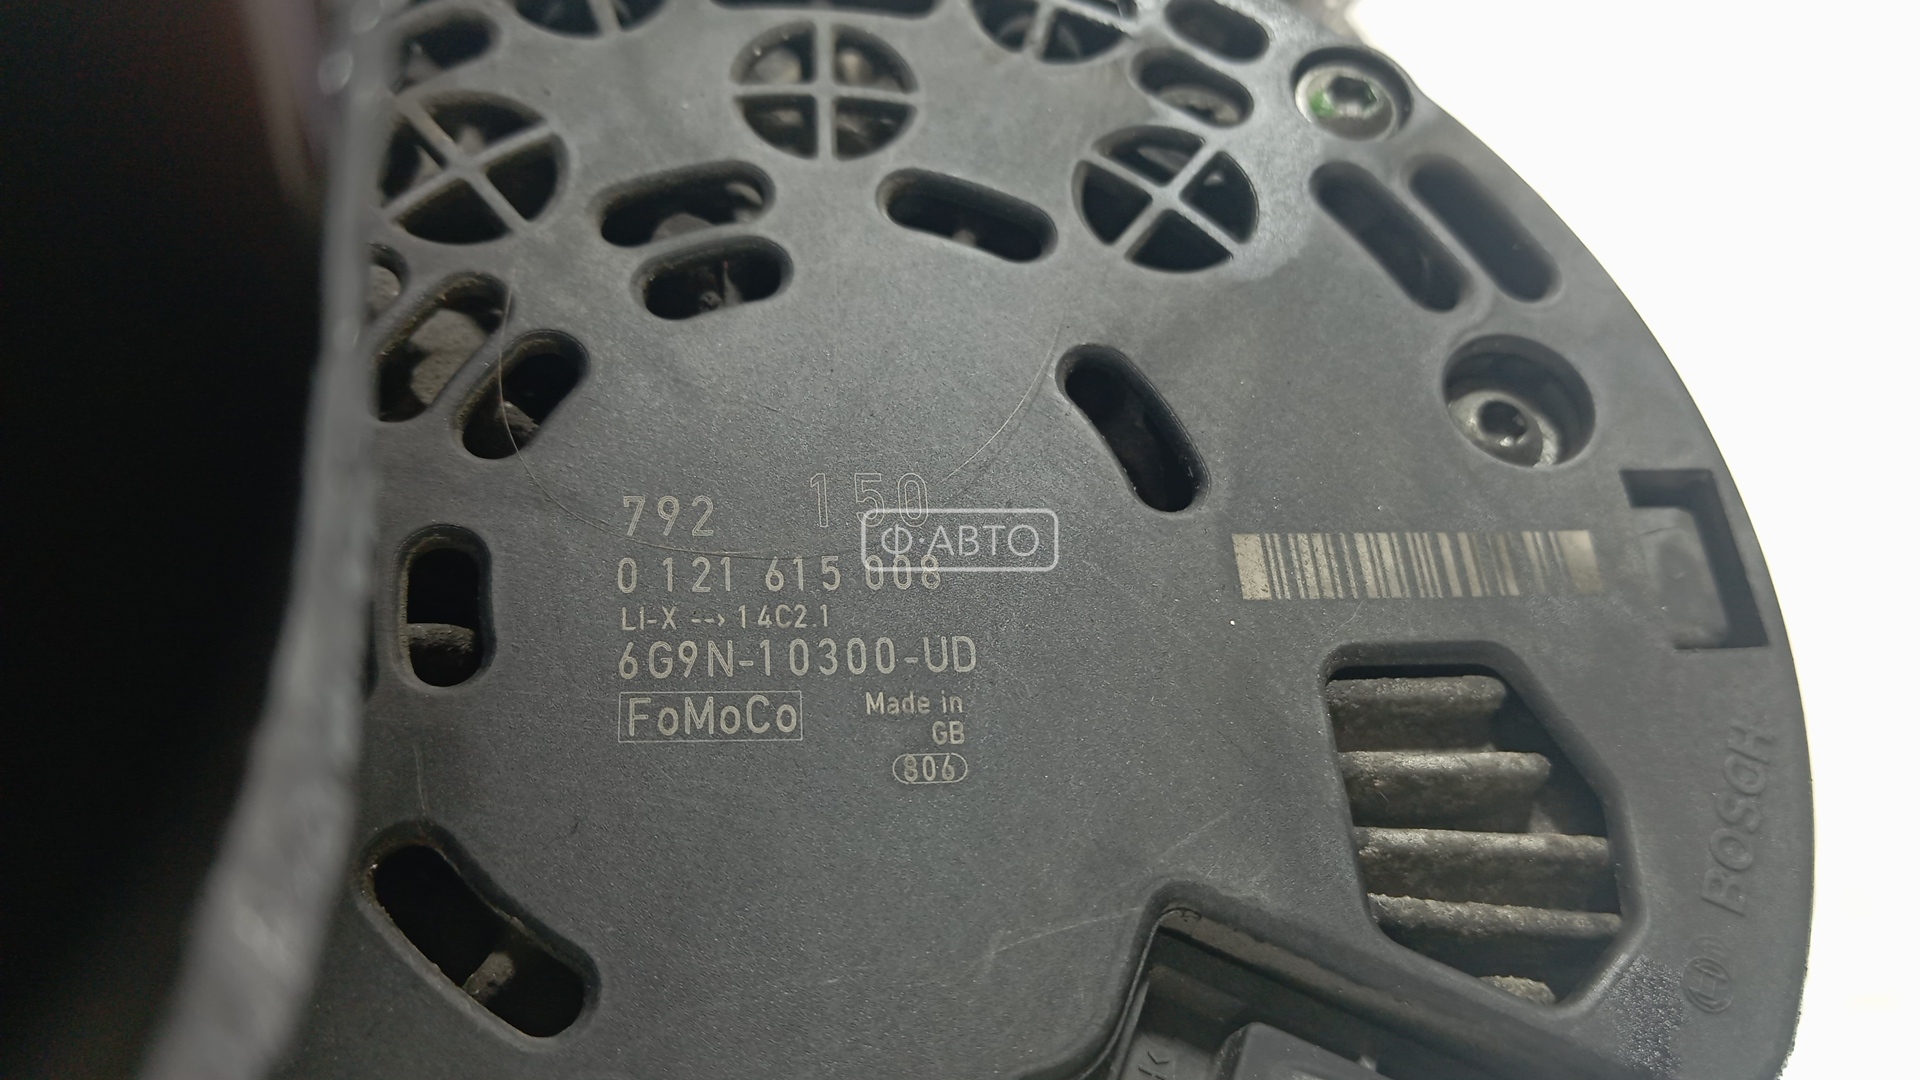 792 150
Ф·АВТО
0 121 615 008
LI-X --› 14C2.1
6G9N-10300-UD
FoMoCo
Made in
GB
806
BOSCH
K